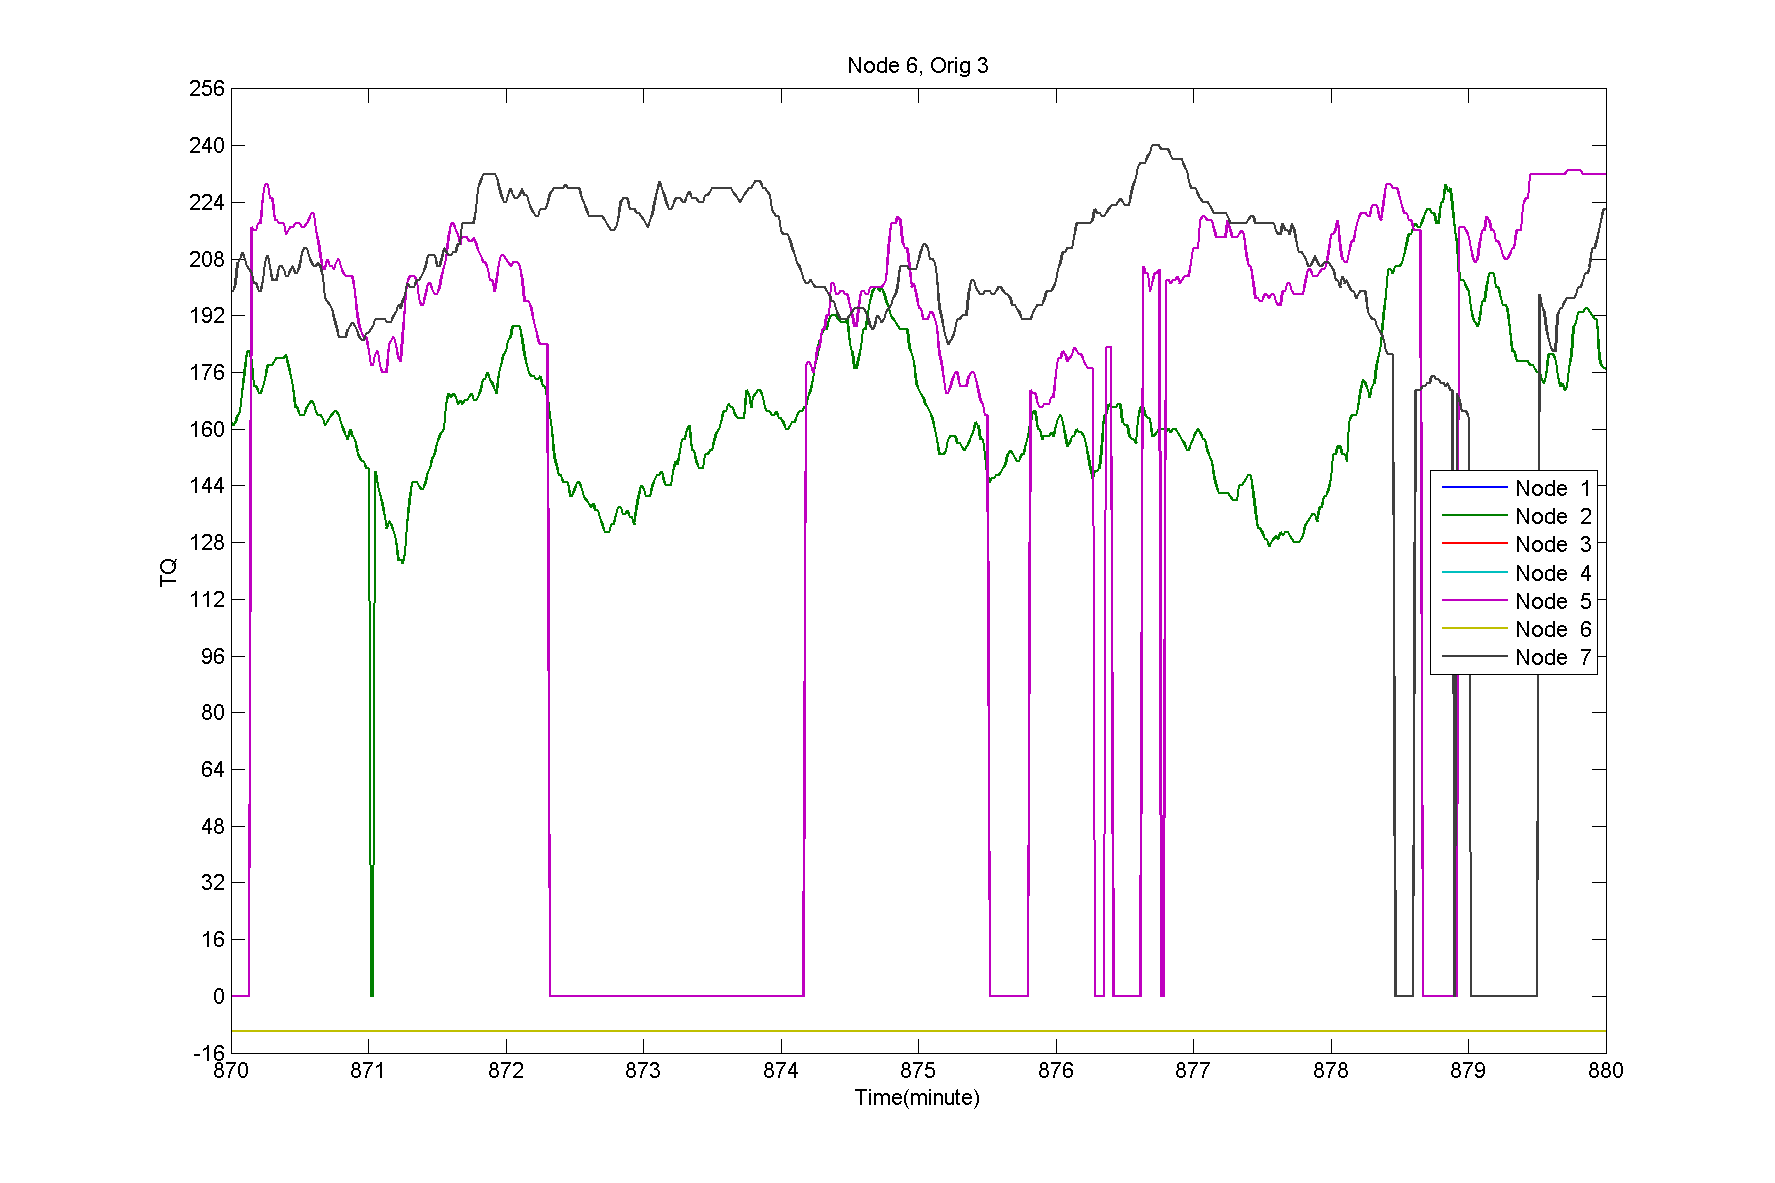 Node 6, Orig 3
256
240
224
208
192
176
160
144
128
112
96
80
64
48
32
16
0
-16
TQ
Node 1
Node 2
Node 3
Node 4
Node 5
Node 6
Node 7
870 871 872 873 874 875 876 877 878 879 880
Time(minute)